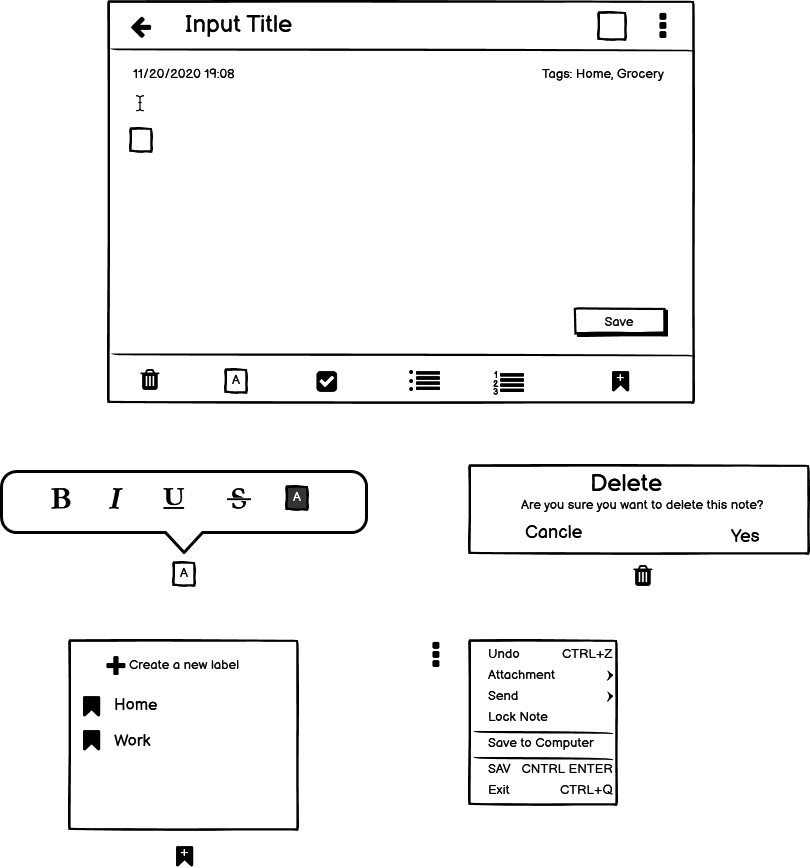 Input Title
11/20/2020 19:08 Tags: Home, Grocery
Save
A
1
2
3
B I U S A
A
Delete
Are you sure you want to delete this note?
Cancle Yes
Create a new label
Home
Work
Undo CTRL+Z
Attachment
Send
Lock Note
Save to Computer
SAV CNTRL ENTER
Exit CTRL+Q